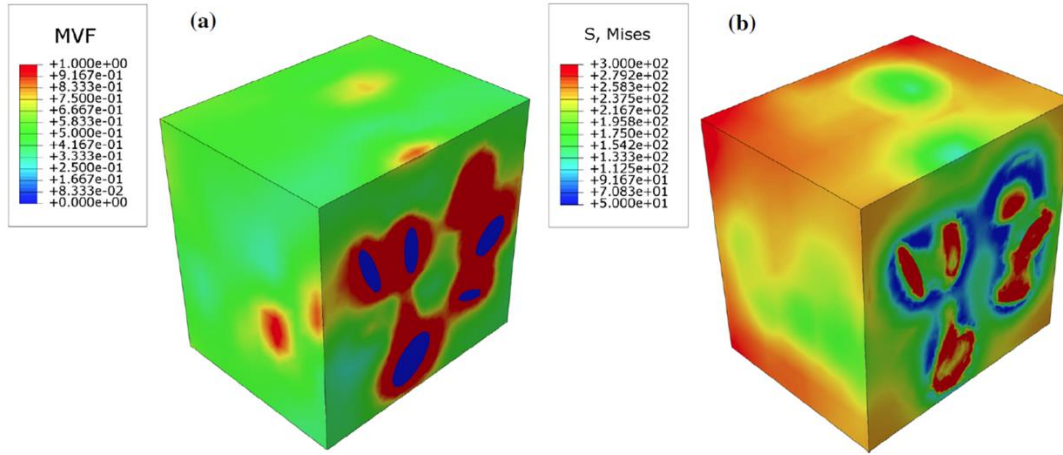 (a)
MVF
+1.000e+00
+9.167e-01
+8.333e-01
+7.500e-01
+6.667e-01
+5.833e-01
+5.000e-01
+4.167e-01
+3.333e-01
+2.500e-01
+1.667e-01
+8.333e-02
+0.000e+00
(b)
S, Mises
+3.000e+02
+2.792e+02
+2.583e+02
+2.375e+02
+2.167e+02
+1.958e+02
+1.750e+02
+1.542e+02
+1.333e+02
+1.125e+02
+9.167e+01
+7.083e+01
+5.000e+01